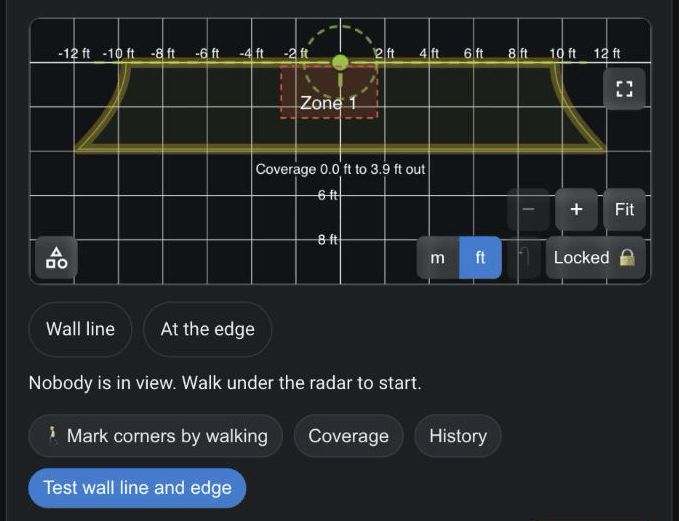 -12 ft -10 ft -8 ft -6 ft -4 ft -2 ft 2 ft 4 ft 6 ft 8 ft 10 ft 12 ft
Zone 1
Coverage 0.0 ft to 3.9 ft out
6 ft
− + Fit
8 ft
m ft Locked
Wall line At the edge
Nobody is in view. Walk under the radar to start.
Mark corners by walking Coverage History
Test wall line and edge